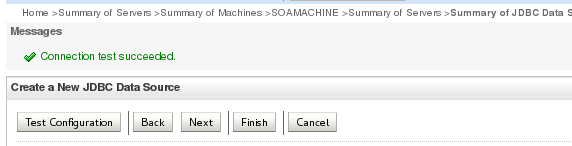 Home >Summary of Servers >Summary of Machines >SOAMACHINE >Summary of Servers >Summary of JDBC Data
Messages
Connection test succeeded.
Create a New JDBC Data Source
Test Configuration Back Next Finish Cancel